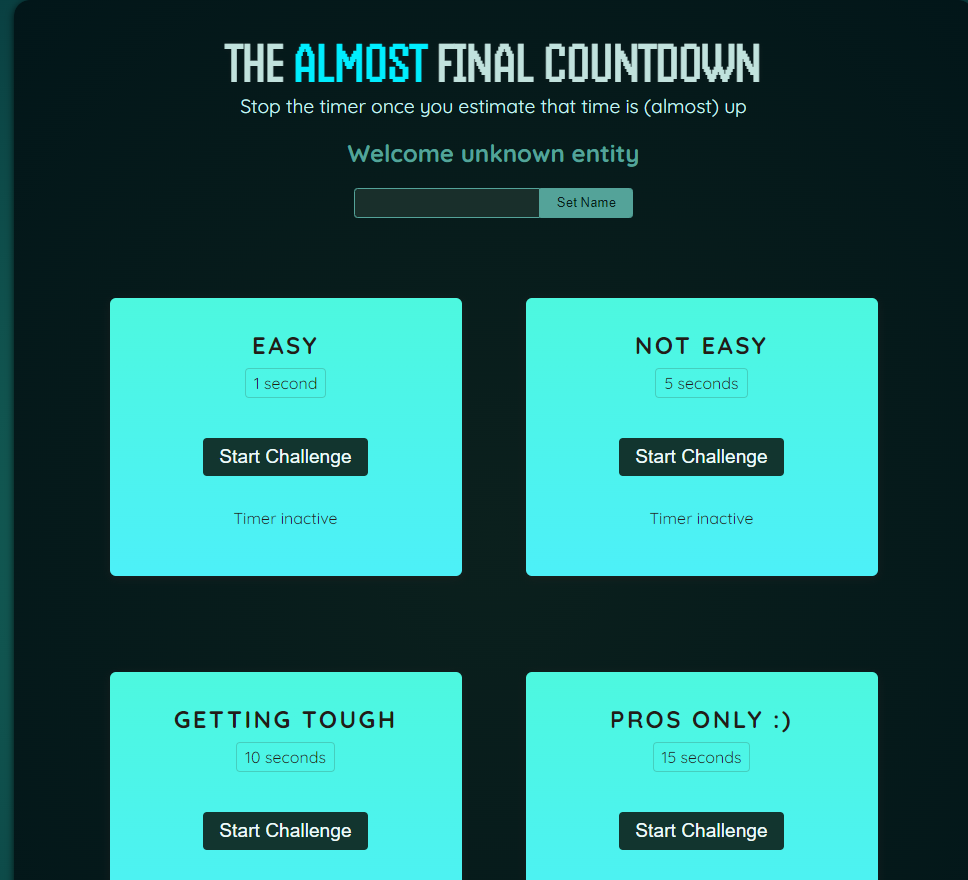 THE ALMOST FINAL COUNTDOWN
Stop the timer once you estimate that time is (almost) up
Welcome unknown entity
Set Name
EASY
1 second
Start Challenge
Timer inactive
NOT EASY
5 seconds
Start Challenge
Timer inactive
GETTING TOUGH
10 seconds
Start Challenge
PROS ONLY :)
15 seconds
Start Challenge